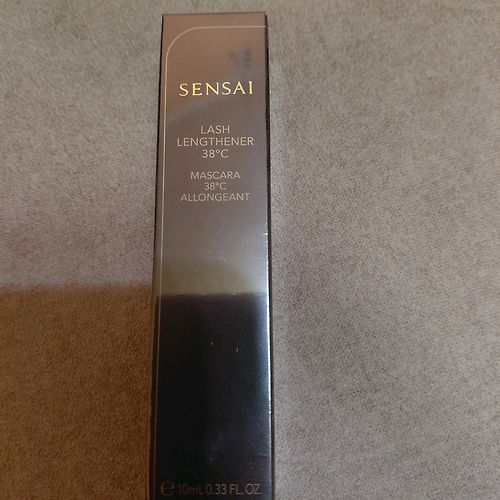 SENSAI
LASH
LENGTHENER
38°C
MASCARA
38°C
ALLONGEANT
℮ 10mL 0.33 FL.OZ.